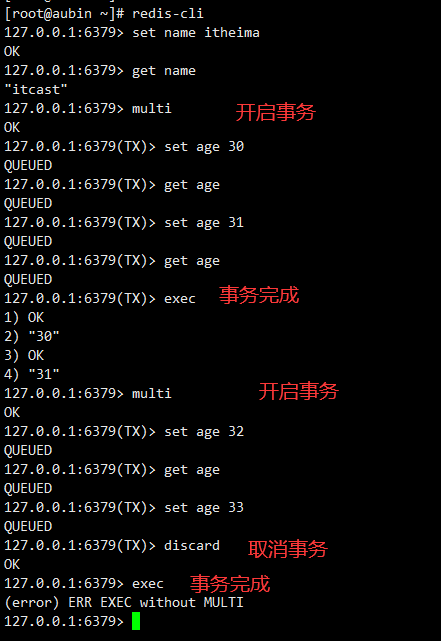 [root@aubin ~]# redis-cli
127.0.0.1:6379> set name itheima
OK
127.0.0.1:6379> get name
"itcast"
127.0.0.1:6379> multi 开启事务
OK
127.0.0.1:6379(TX)> set age 30
QUEUED
127.0.0.1:6379(TX)> get age
QUEUED
127.0.0.1:6379(TX)> set age 31
QUEUED
127.0.0.1:6379(TX)> get age
QUEUED
127.0.0.1:6379(TX)> exec 事务完成
1) OK
2) "30"
3) OK
4) "31"
127.0.0.1:6379> multi 开启事务
OK
127.0.0.1:6379(TX)> set age 32
QUEUED
127.0.0.1:6379(TX)> get age
QUEUED
127.0.0.1:6379(TX)> set age 33
QUEUED
127.0.0.1:6379(TX)> discard 取消事务
OK
127.0.0.1:6379> exec 事务完成
(error) ERR EXEC without MULTI
127.0.0.1:6379>